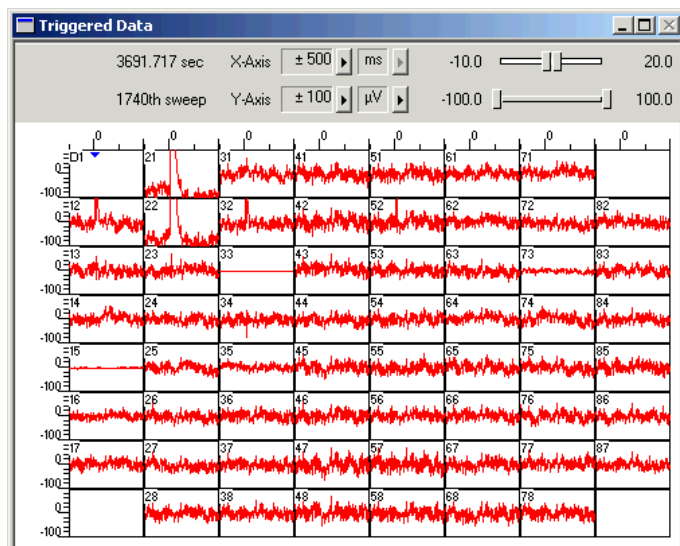 Triggered Data
3691.717 sec X-Axis ± 500 ms -10.0 20.0
1740th sweep Y-Axis ± 100 µV -100.0 100.0
0 0 0 0 0 0 0 0
0 -100 =D1 21 31 41 51 61 71
0 -100 =12 22 32 42 52 62 72 82
0 -100 =13 23 33 43 53 63 73 83
0 -100 =14 24 34 44 54 64 74 84
0 -100 =15 25 35 45 55 65 75 85
0 -100 =16 26 36 46 56 66 76 86
0 -100 =17 27 37 47 57 67 77 87
0 -100 28 38 48 58 68 78